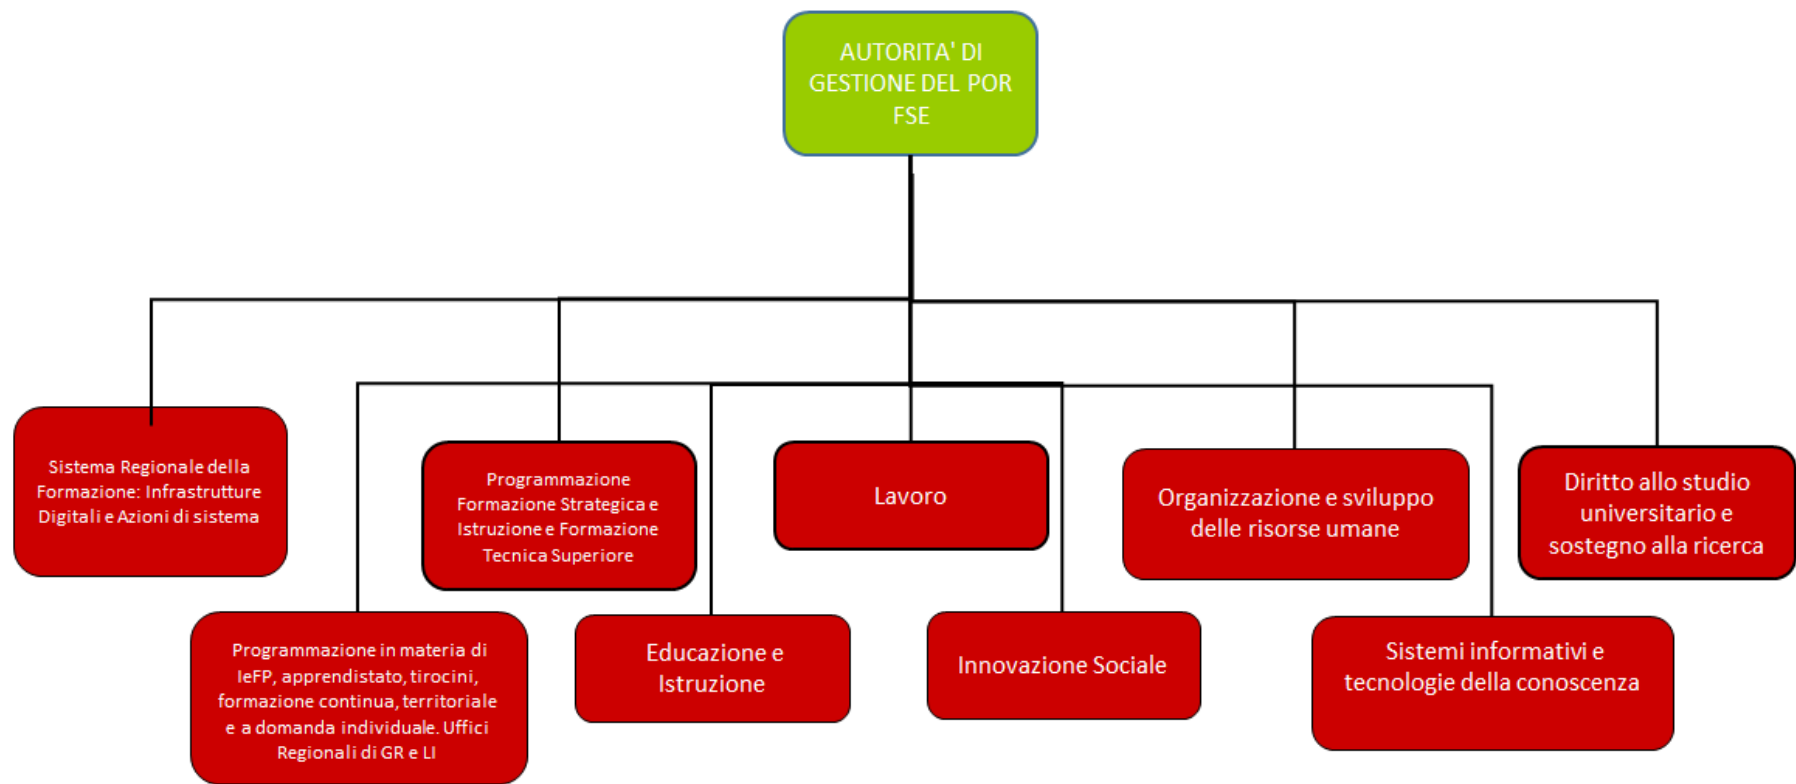 AUTORITA' DI
GESTIONE DEL POR
FSE
Sistema Regionale della
Formazione: Infrastrutture
Digitali e Azioni di sistema
Programmazione
Formazione Strategica e
Istruzione e Formazione
Tecnica Superiore
Lavoro
Organizzazione e sviluppo
delle risorse umane
Diritto allo studio
universitario e
sostegno alla ricerca
Programmazione in materia di
IeFP, apprendistato, tirocini,
formazione continua, territoriale
e a domanda individuale. Uffici
Regionali di GR e LI
Educazione e
Istruzione
Innovazione Sociale
Sistemi informativi e
tecnologie della conoscenza